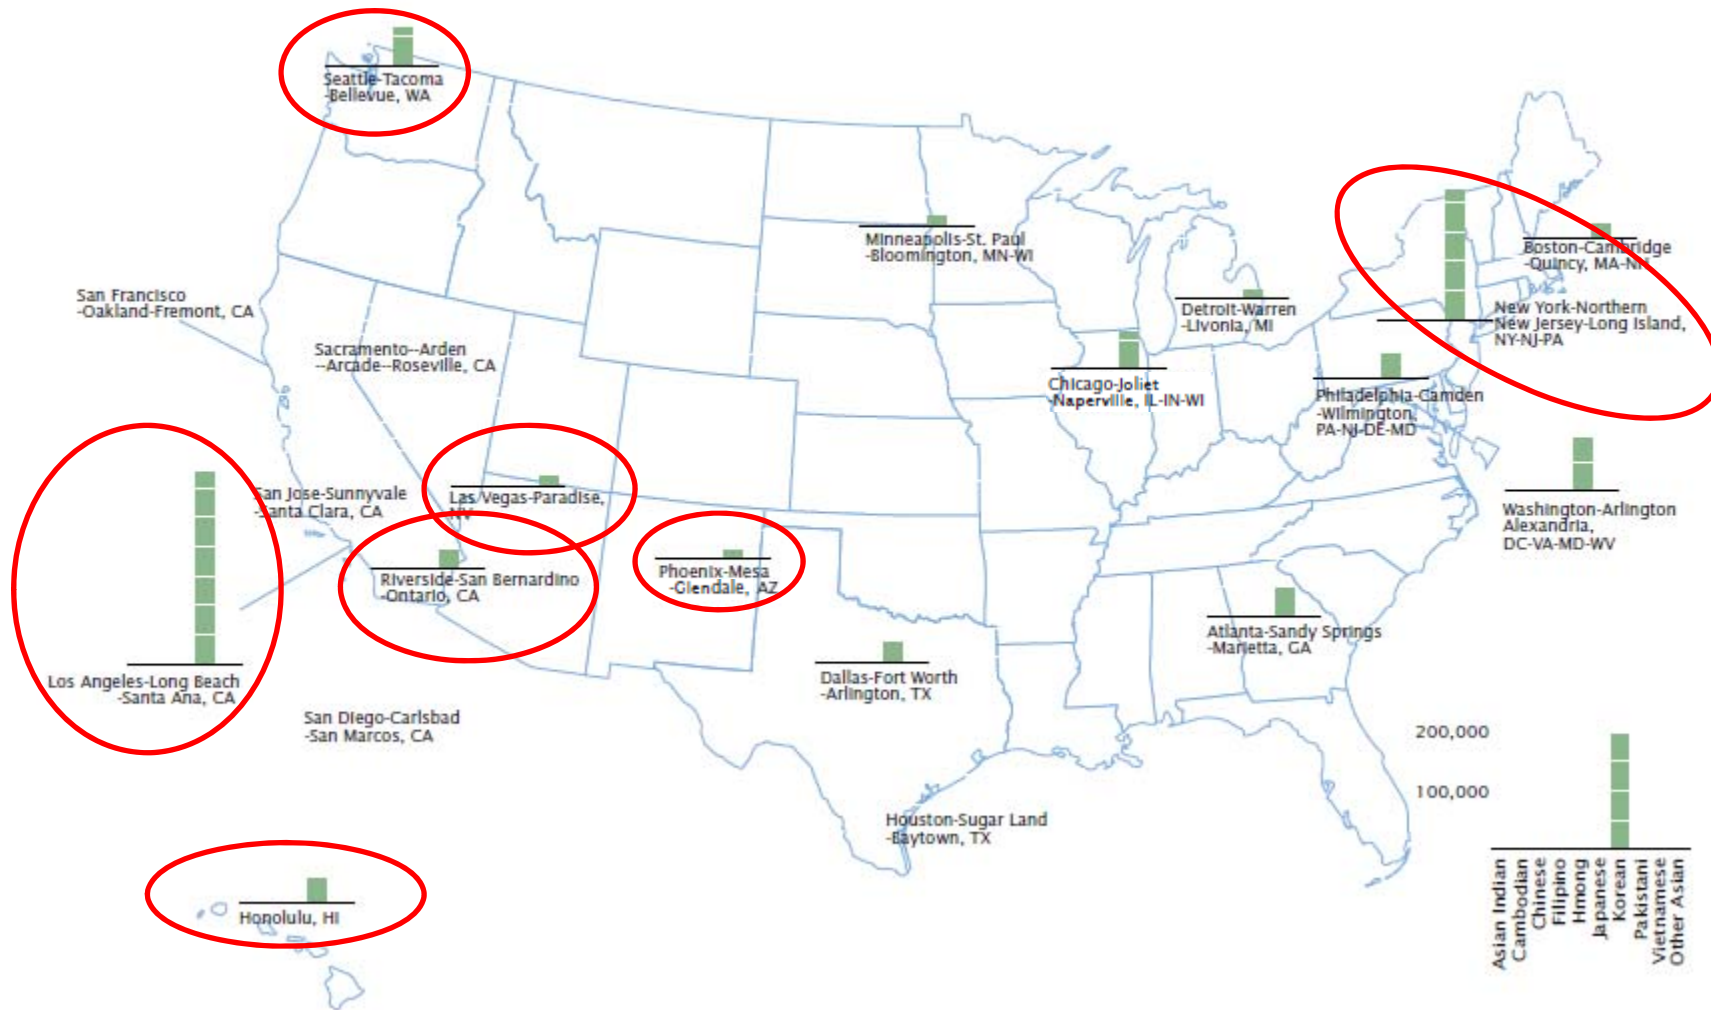 Seattle-Tacoma
-Bellevue, WA
Minneapolis-St. Paul
-Bloomington, MN-WI
Boston-Cambridge
-Quincy, MA-NH
San Francisco
-Oakland-Fremont, CA
Detroit-Warren
-Livonia, MI
New York-Northern
New Jersey-Long Island,
NY-NJ-PA
Sacramento--Arden
--Arcade--Roseville, CA
Chicago-Joliet
-Naperville, IL-IN-WI
Philadelphia-Camden
-Wilmington,
PA-NJ-DE-MD
San Jose-Sunnyvale
-Santa Clara, CA
Las Vegas-Paradise,
NV
Washington-Arlington
Alexandria,
DC-VA-MD-WV
Riverside-San Bernardino
-Ontario, CA
Phoenix-Mesa
-Glendale, AZ
Atlanta-Sandy Springs
-Marietta, GA
Los Angeles-Long Beach
-Santa Ana, CA
Dallas-Fort Worth
-Arlington, TX
San Diego-Carlsbad
-San Marcos, CA
Houston-Sugar Land
-Baytown, TX
Honolulu, HI
200,000
100,000
Asian Indian
Cambodian
Chinese
Filipino
Hmong
Japanese
Korean
Pakistani
Vietnamese
Other Asian